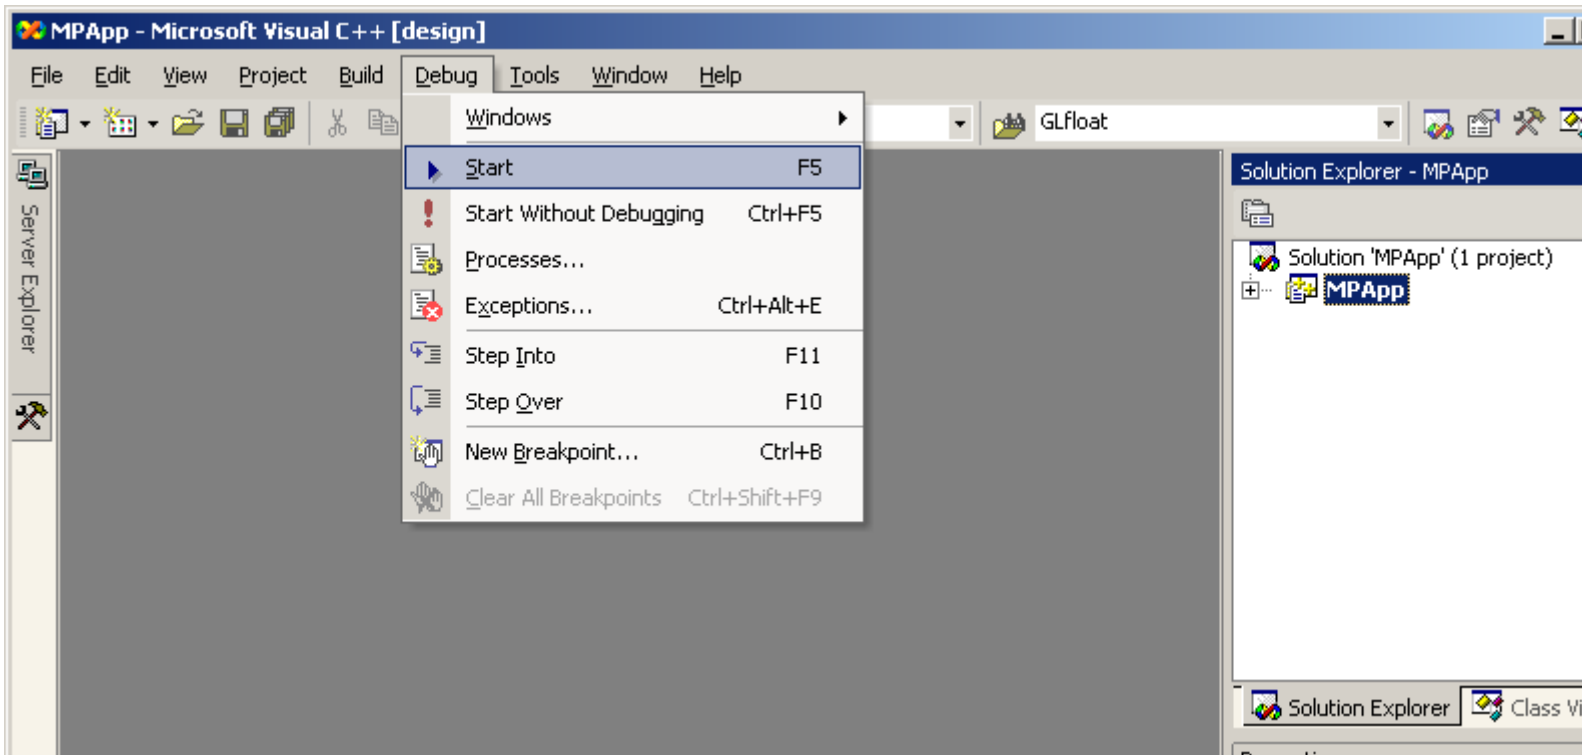 MPApp - Microsoft Visual C++ [design]
File Edit View Project Build Debug Tools Window Help
GLfloat
Windows
Start F5
Start Without Debugging Ctrl+F5
Processes...
Exceptions... Ctrl+Alt+E
Step Into F11
Step Over F10
New Breakpoint... Ctrl+B
Clear All Breakpoints Ctrl+Shift+F9
Server Explorer
Solution Explorer - MPApp
Solution 'MPApp' (1 project)
MPApp
Solution Explorer Class Vi